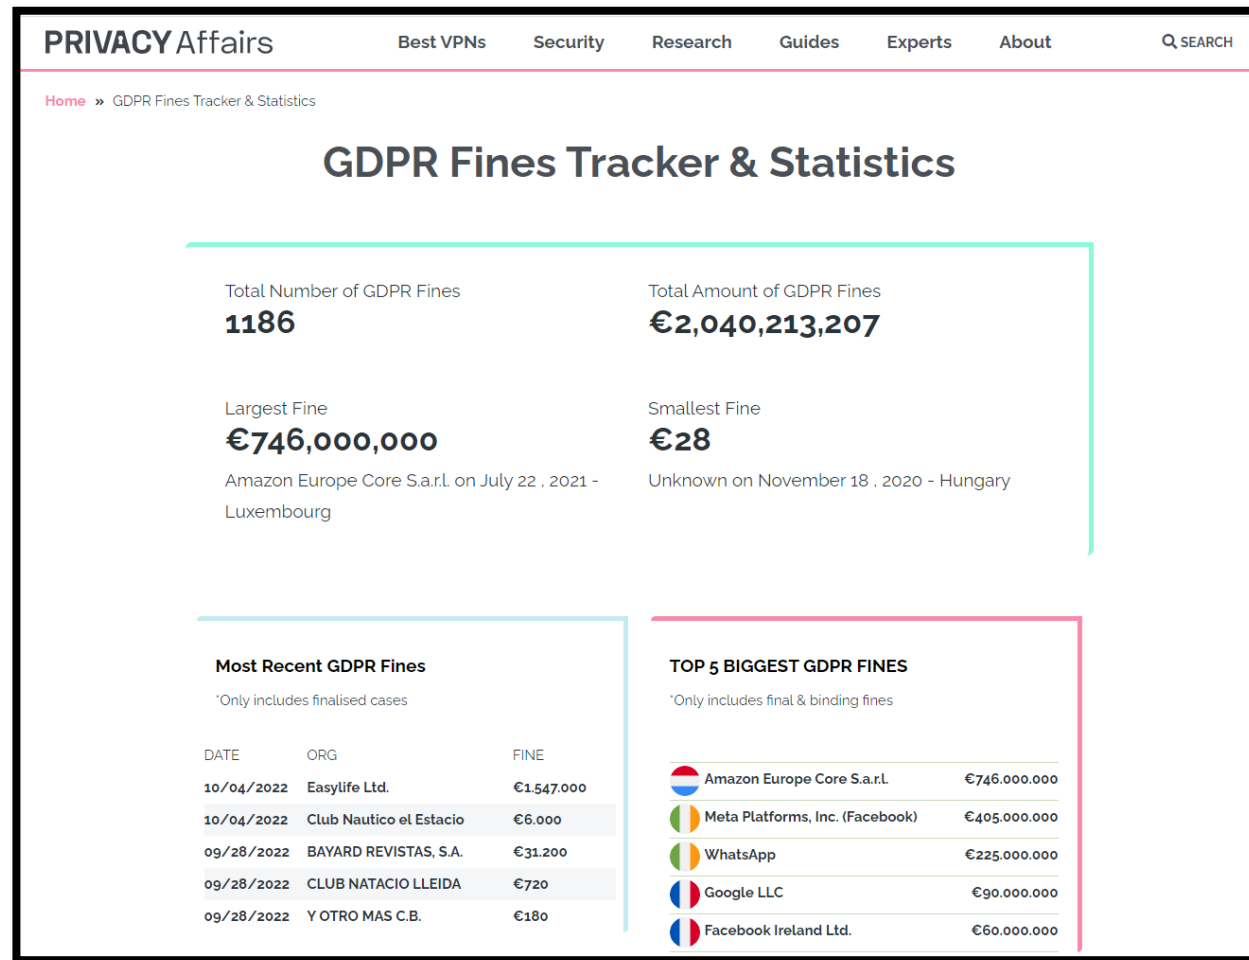 PRIVACY Affairs
Best VPNs Security Research Guides Experts About
SEARCH
Home » GDPR Fines Tracker & Statistics
GDPR Fines Tracker & Statistics
Total Number of GDPR Fines
1186
Total Amount of GDPR Fines
€2,040,213,207
Largest Fine
€746,000,000
Amazon Europe Core S.a.r.l. on July 22 , 2021 -
Luxembourg
Smallest Fine
€28
Unknown on November 18 , 2020 - Hungary
Most Recent GDPR Fines
*Only includes finalised cases
DATE ORG FINE
10/04/2022 Easylife Ltd. €1.547.000
10/04/2022 Club Nautico el Estacio €6.000
09/28/2022 BAYARD REVISTAS, S.A. €31.200
09/28/2022 CLUB NATACIO LLEIDA €720
09/28/2022 Y OTRO MAS C.B. €180
TOP 5 BIGGEST GDPR FINES
*Only includes final & binding fines
Amazon Europe Core S.a.r.l. €746.000.000
Meta Platforms, Inc. (Facebook) €405.000.000
WhatsApp €225.000.000
Google LLC €90.000.000
Facebook Ireland Ltd. €60.000.000